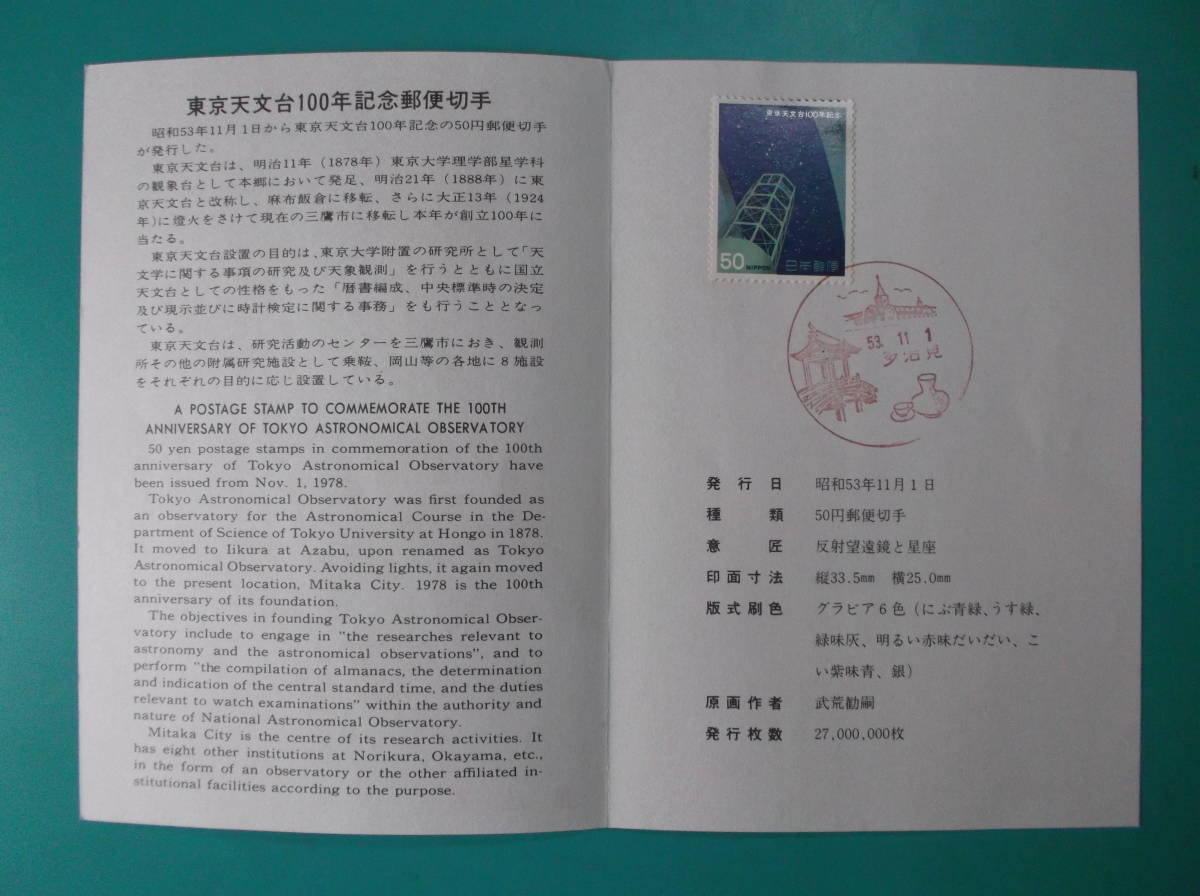 東京天文台100年記念郵便切手
昭和53年11月1日から東京天文台100年記念の50円郵便切手
が発行した。
東京天文台は、明治11年（1878年）東京大学理学部星学科
の観象台として本郷において発足、明治21年（1888年）に東
京天文台と改称し、麻布飯倉に移転、さらに大正13年（1924
年)に燈火をさけて現在の三鷹市に移転し本年が創立100年に
当たる。
東京天文台設置の目的は、東京大学附置の研究所として「天
文学に関する事項の研究及び天象観測」を行うとともに国立
天文台としての性格をもった「暦書編成、中央標準時の決定
及び現示並びに時計検定に関する事務」をも行うこととなっ
ている。
東京天文台は、研究活動のセンターを三鷹市におき、観測
所その他の附属研究施設として乗鞍、岡山等の各地に8施設
をそれぞれの目的に応じ設置している。
A POSTAGE STAMP TO COMMEMORATE THE 100TH
ANNIVERSARY OF TOKYO ASTRONOMICAL OBSERVATORY
50 yen postage stamps in commemoration of the 100th
anniversary of Tokyo Astronomical Observatory have
been issued from Nov. 1, 1978.
Tokyo Astronomical Observatory was first founded as
an observatory for the Astronomical Course in the De-
partment of Science of Tokyo University at Hongo in 1878.
It moved to Iikura at Azabu, upon renamed as Tokyo
Astronomical Observatory. Avoiding lights, it again moved
to the present location, Mitaka City. 1978 is the 100th
anniversary of its foundation.
The objectives in founding Tokyo Astronomical Obser-
vatory include to engage in "the researches relevant to
astronomy and the astronomical observations", and to
perform "the compilation of almanacs, the determination
and indication of the central standard time, and the duties
relevant to watch examinations" within the authority and
nature of National Astronomical Observatory.
Mitaka City is the centre of its research activities. It
has eight other institutions at Norikura, Okayama, etc.,
in the form of an observatory or the other affiliated in-
stitutional facilities according to the purpose.
東京天文台100年記念
50 NIPPON 日本郵便
53. 11. 1
多治見
発行日 昭和53年11月1日
種類 50円郵便切手
意匠 反射望遠鏡と星座
印面寸法 縦33.5㎜ 横25.0㎜
版式刷色 グラビア6色（にぶ青緑、うす緑、
緑味灰、明るい赤味だいだい、こ
い紫味青、銀）
原画作者 武荒勧嗣
発行枚数 27,000,000枚